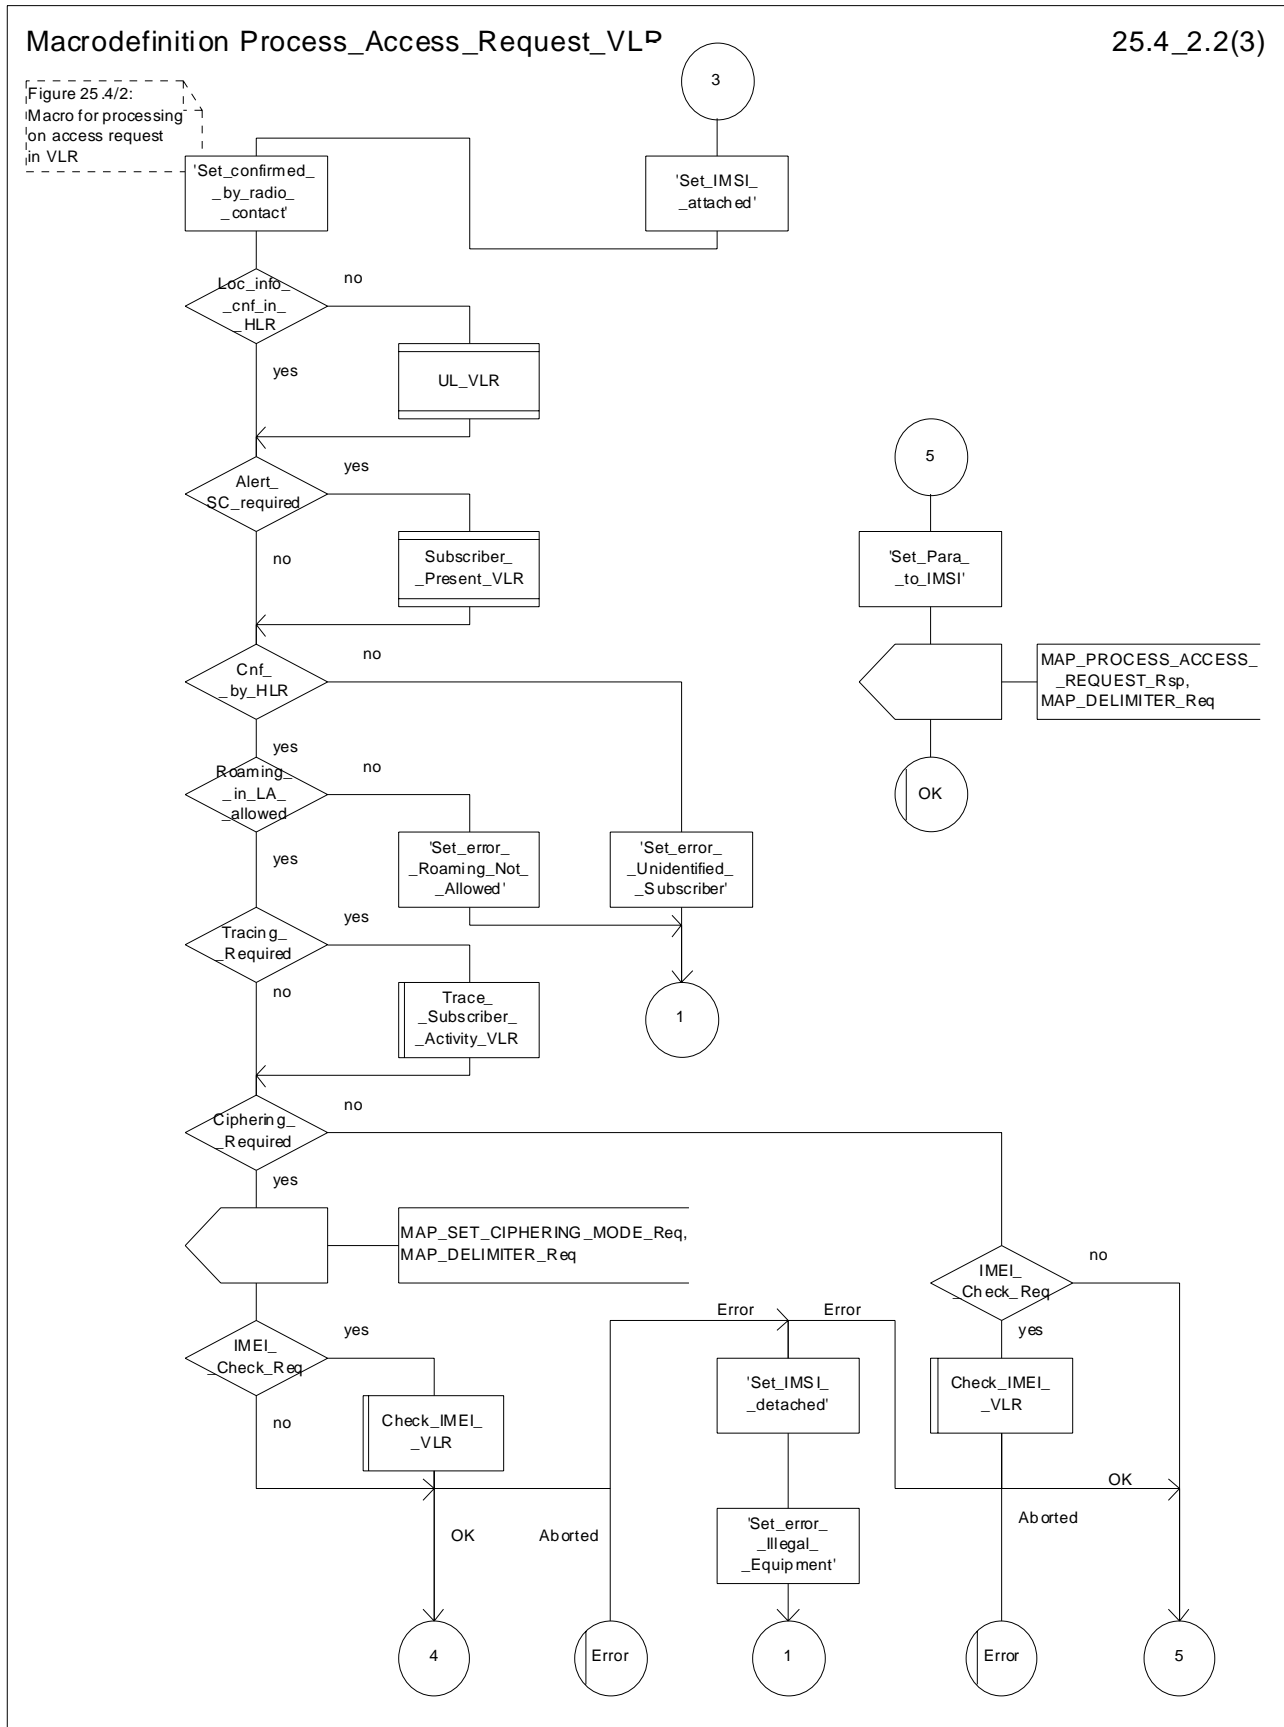 Macrodefinition Process_Access_Request_VLR
25.4_2.2(3)
Figure 25.4/2:
Macro for processing
on access request
in VLR
3
'Set_confirmed_
_by_radio_
_contact'
'Set_IMSI_
_attached'
Loc_info_
_cnf_in_
_HLR
no
yes
UL_VLR
5
Alert_
SC_required
yes
no
Subscriber_
_Present_VLR
'Set_Para_
_to_IMSI'
Cnf_
_by_HLR
no
yes
MAP_PROCESS_ACCESS_
_REQUEST_Rsp,
MAP_DELIMITER_Req
Roaming_
_in_LA_
_allowed
no
yes
OK
'Set_error_
_Roaming_Not_
_Allowed'
'Set_error_
_Unidentified_
_Subscriber'
Tracing_
_Required
yes
no
Trace_
_Subscriber_
_Activity_VLR
1
Ciphering_
_Required
no
yes
MAP_SET_CIPHERING_MODE_Req,
MAP_DELIMITER_Req
IMEI_
_Check_Req
no
yes
Error
Error
IMEI_
_Check_Req
yes
no
'Set_IMSI_
_detached'
Check_IMEI_
_VLR
Check_IMEI_
_VLR
OK
Aborted
OK
Aborted
'Set_error_
_Illegal_
_Equipment'
4
Error
1
Error
5